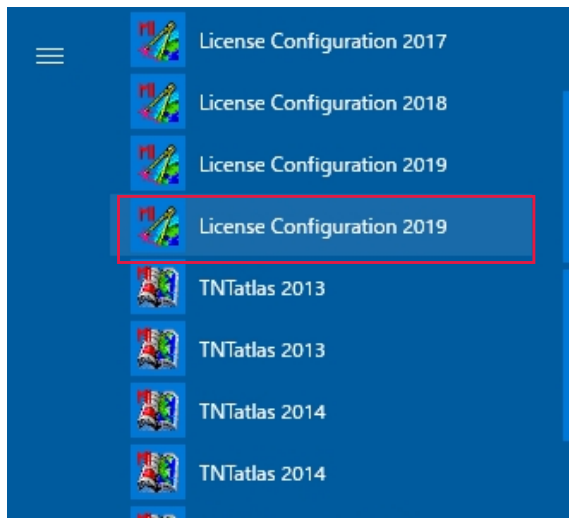 License Configuration 2017
License Configuration 2018
License Configuration 2019
License Configuration 2019
TNTatlas 2013
TNTatlas 2013
TNTatlas 2014
TNTatlas 2014